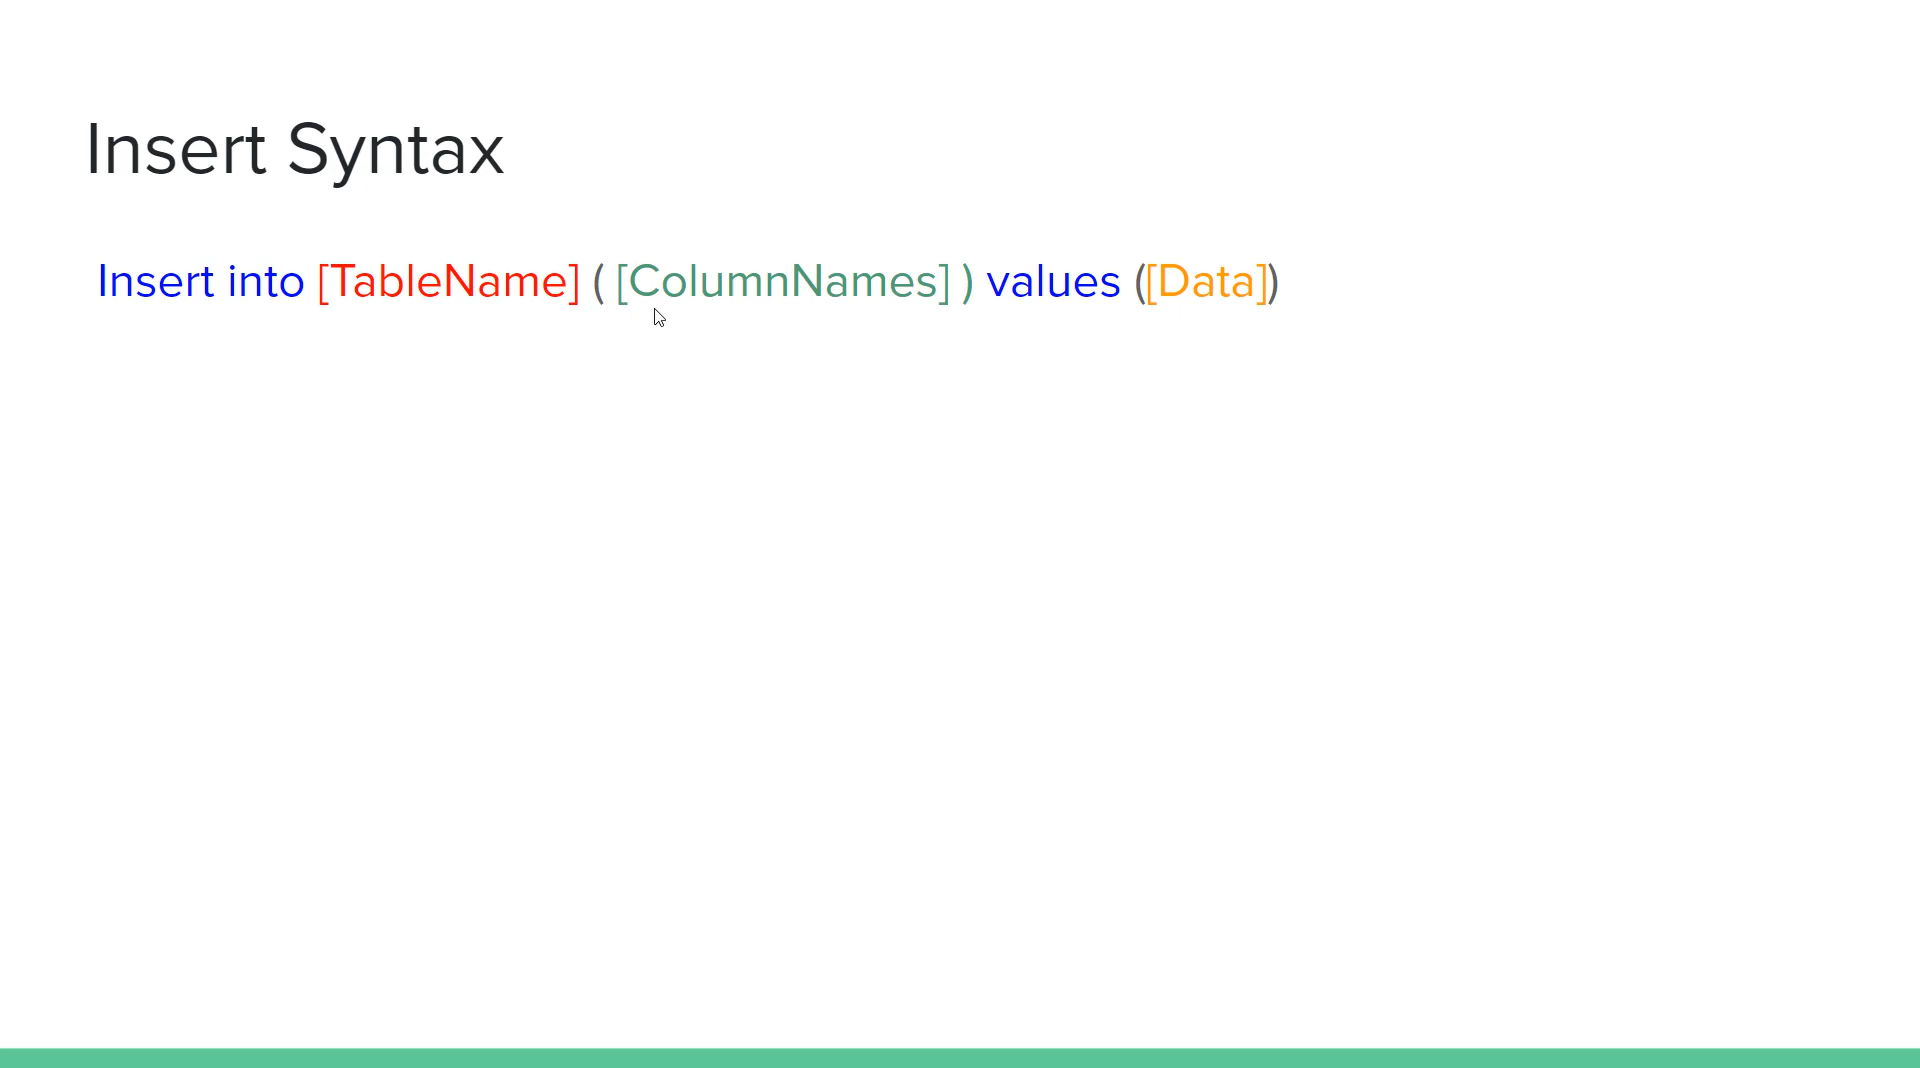 Insert Syntax
Insert into [TableName] ( [ColumnNames] ) values ([Data])